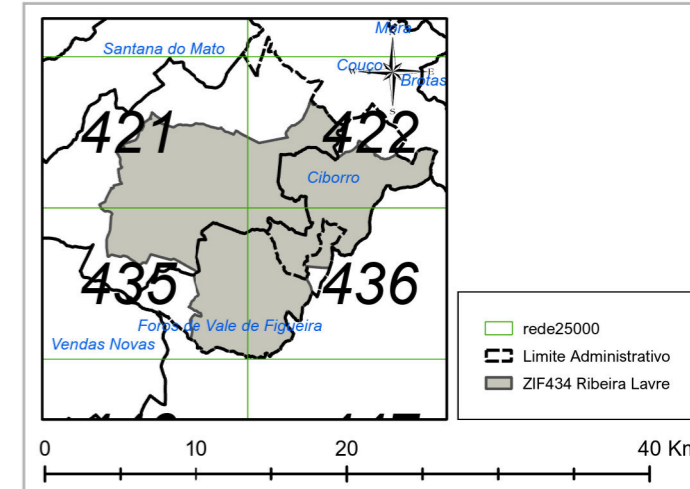 Mora
Santana do Mato
Couço
Brotas
N
S
E
421
422
Ciborro
435
436
Foros de Vale de Figueira
Vendas Novas
rede25000
Limite Administrativo
ZIF434 Ribeira Lavre
0 10 20 40 Km